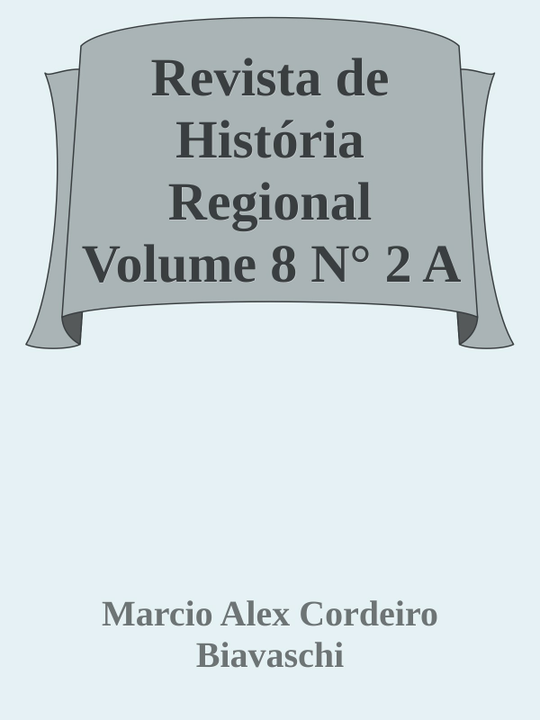 Revista de
História
Regional
Volume 8 N° 2 A
Marcio Alex Cordeiro
Biavaschi